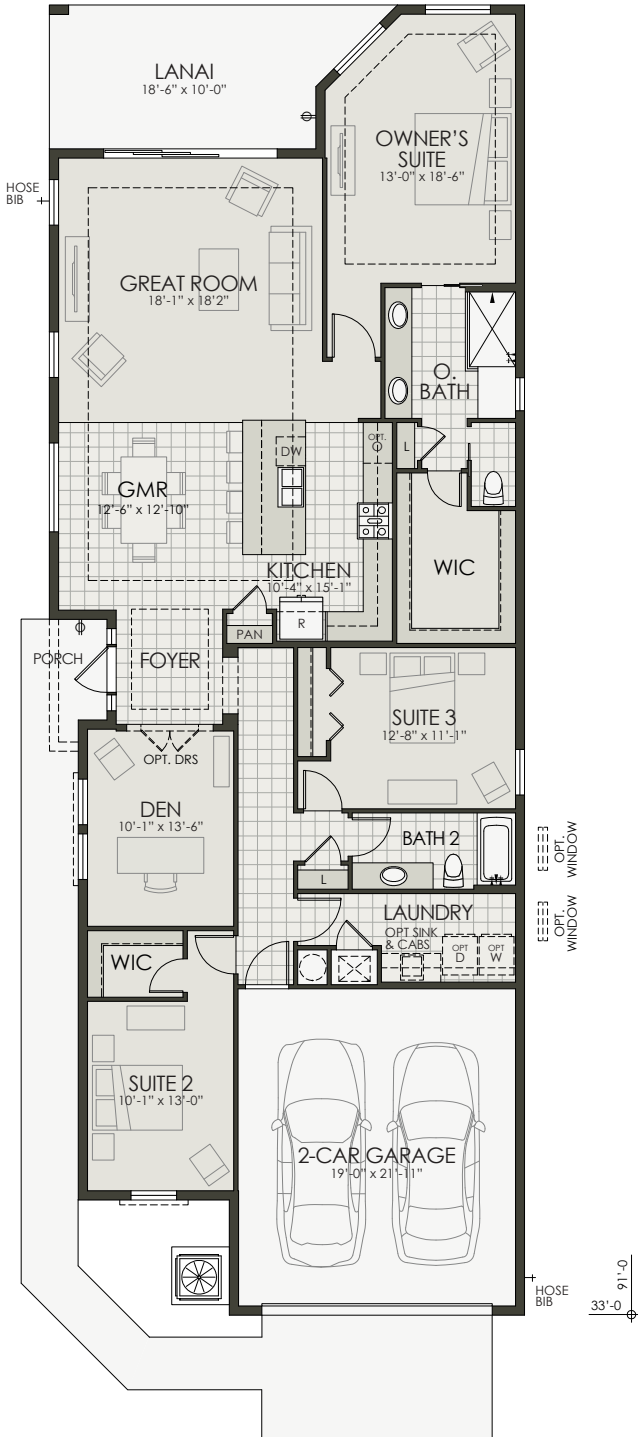 LANAI
18'-6" x 10'-0"
OWNER'S
SUITE
13'-0" x 18'-6"
HOSE
BIB
GREAT ROOM
18'-1" x 18'2"
O.
BATH
OPT.
O
L
DW
GMR
12'-6" x 12'-10"
WIC
KITCHEN
10'-4" x 15'-1"
R
PAN
PORCH
FOYER
SUITE 3
12'-8" x 11'-1"
OPT. DRS
DEN
10'-1" x 13'-6"
BATH 2
OPT.
WINDOW
L
LAUNDRY
OPT SINK
& CABS
OPT
D
OPT
W
OPT.
WINDOW
WIC
SUITE 2
10'-1" x 13'-0"
2-CAR GARAGE
19'-0" x 21'-11"
HOSE
BIB
91'-0
33'-0